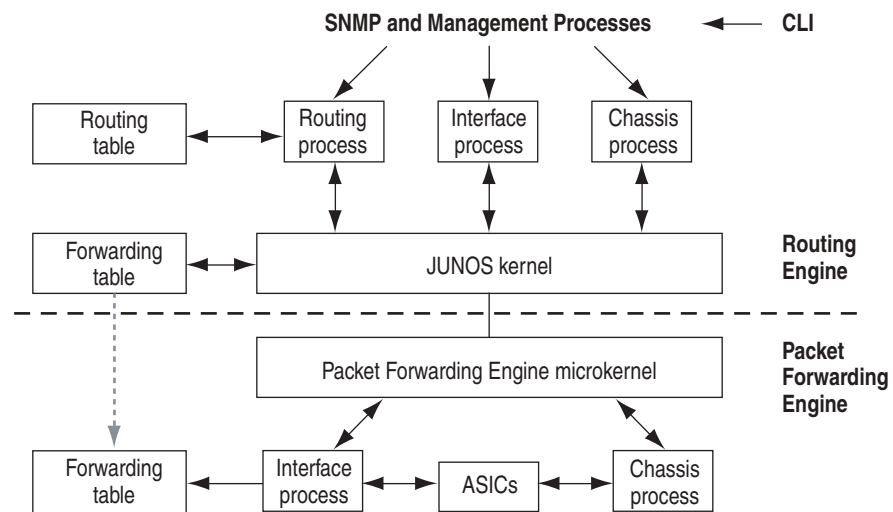 SNMP and Management Processes
CLI
Routing
table
Routing
process
Interface
process
Chassis
process
Forwarding
table
JUNOS kernel
Routing
Engine
Packet Forwarding Engine microkernel
Packet
Forwarding
Engine
Forwarding
table
Interface
process
ASICs
Chassis
process